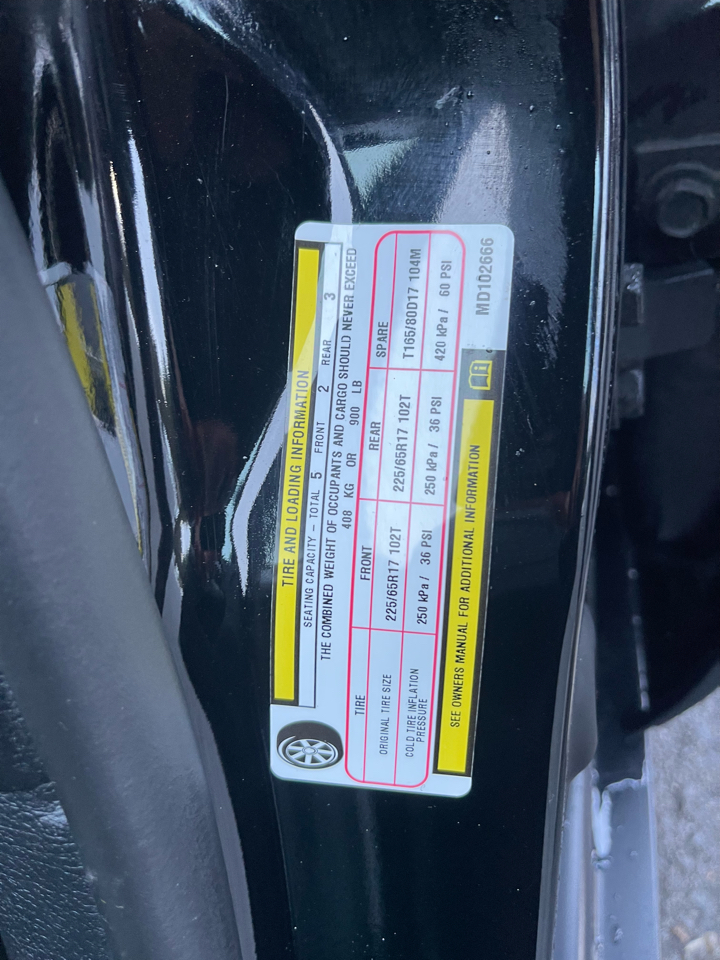 TIRE AND LOADING INFORMATION
SEATING CAPACITY – TOTAL 5 FRONT 2 REAR 3
THE COMBINED WEIGHT OF OCCUPANTS AND CARGO SHOULD NEVER EXCEED
408 KG OR 900 LB
TIRE FRONT REAR SPARE
ORIGINAL TIRE SIZE 225/65R17 102T 225/65R17 102T T165/80D17 104M
COLD TIRE INFLATION PRESSURE 250 kPa / 36 PSI 250 kPa / 36 PSI 420 kPa / 60 PSI
SEE OWNERS MANUAL FOR ADDITIONAL INFORMATION
MD102666